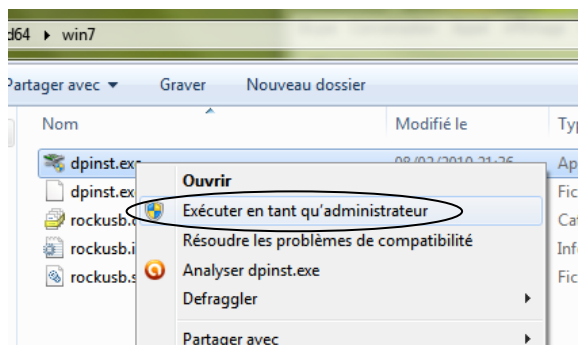 d64 ▸ win7
Partager avec ▾ Graver Nouveau dossier
Nom Modifié le
dpinst.exe 08/02/2010 21:26
dpinst.ex
rockusb.
rockusb.i
rockusb.s
Ouvrir
Exécuter en tant qu'administrateur
Résoudre les problèmes de compatibilité
Analyser dpinst.exe
Defraggler
Partager avec
Ty
Ap
Fic
Ca
Inf
Fic